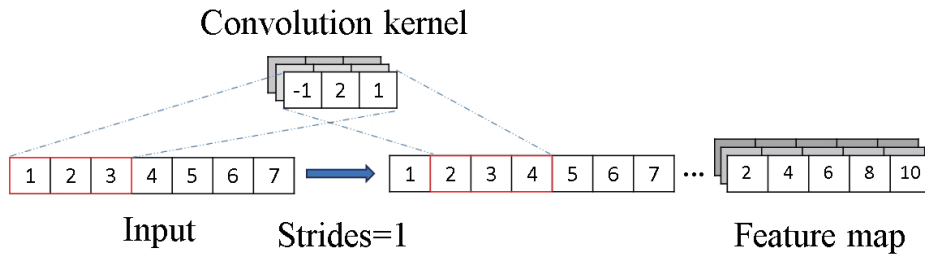 Convolution kernel
-1 2 1
1 2 3 4 5 6 7
1 2 3 4 5 6 7
...
2 4 6 8 10
Input
Strides=1
Feature map